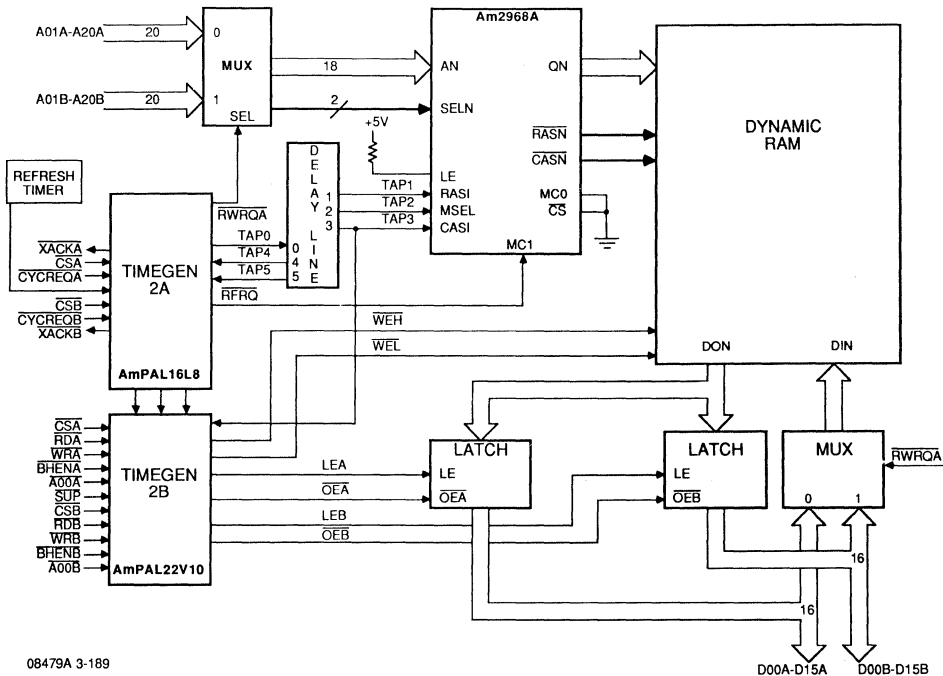 A01A-A20A
20
0
MUX
1
SEL
A01B-A20B
20
18
2
Am2968A
AN
QN
SELN
+5V
RASN
CASN
LE
RASI
MSEL
CASI
MC0
CS
MC1
DYNAMIC
RAM
DON
DIN
REFRESH
TIMER
RWRQA
DELAY LINE
1
2
3
0
4
5
TAP1
TAP2
TAP3
TAP0
TAP4
TAP5
RFRQ
XACKA
CSA
CYCREQA
CSB
CYCREQB
XACKB
TIMEGEN
2A
AmPAL16L8
WEH
WEL
CSA
RDA
WRA
BHENA
A00A
SUP
CSB
RDB
WRB
BHENB
A00B
TIMEGEN
2B
AmPAL22V10
LEA
OEA
LEB
OEB
LATCH
LE
OEA
LATCH
LE
OEB
MUX
0
1
RWRQA
16
16
08479A 3-189
D00A-D15A
D00B-D15B